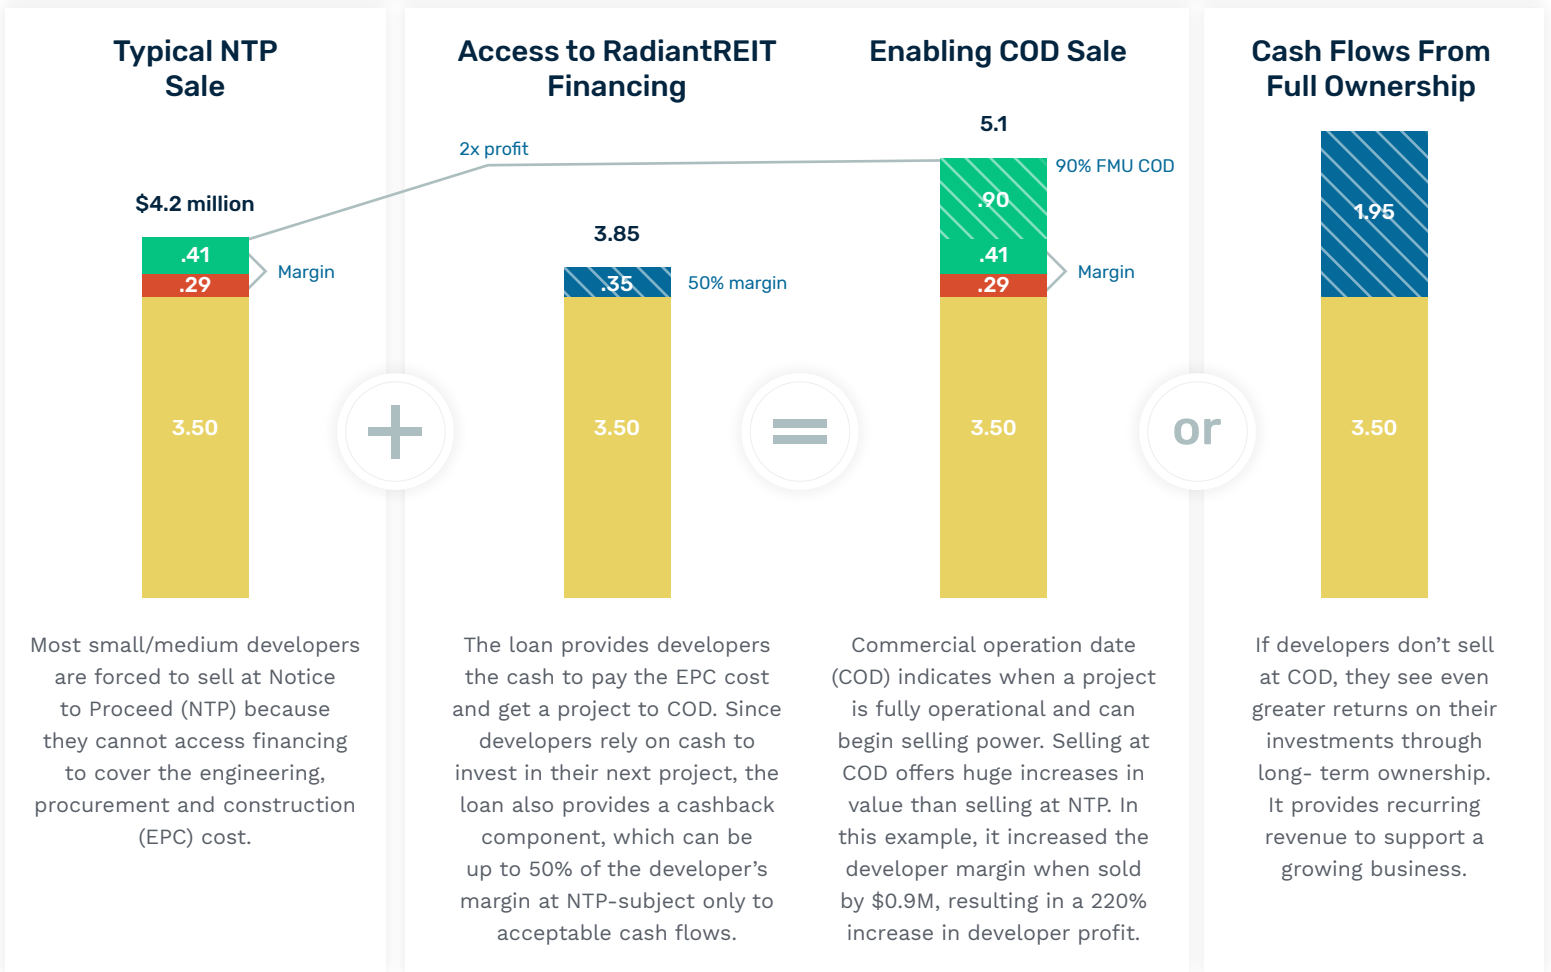 Typical NTP
Sale
$4.2 million
.41
.29
Margin
3.50
Most small/medium developers
are forced to sell at Notice
to Proceed (NTP) because
they cannot access financing
to cover the engineering,
procurement and construction
(EPC) cost.
+
Access to RadiantREIT
Financing
2x profit
3.85
.35
50% margin
3.50
The loan provides developers
the cash to pay the EPC cost
and get a project to COD. Since
developers rely on cash to
invest in their next project, the
loan also provides a cashback
component, which can be
up to 50% of the developer’s
margin at NTP-subject only to
acceptable cash flows.
=
Enabling COD Sale
5.1
90% FMU COD
.90
.41
.29
Margin
3.50
Commercial operation date
(COD) indicates when a project
is fully operational and can
begin selling power. Selling at
COD offers huge increases in
value than selling at NTP. In
this example, it increased the
developer margin when sold
by $0.9M, resulting in a 220%
increase in developer profit.
or
Cash Flows From
Full Ownership
1.95
3.50
If developers don’t sell
at COD, they see even
greater returns on their
investments through
long- term ownership.
It provides recurring
revenue to support a
growing business.